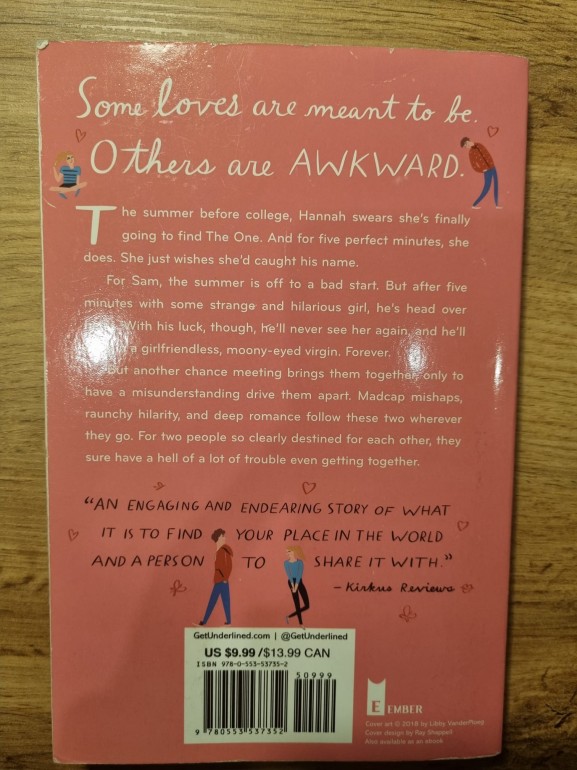 Some loves are meant to be.
Others are AWKWARD.
The summer before college, Hannah swears she's finally
going to find The One. And for five perfect minutes, she
does. She just wishes she'd caught his name.
For Sam, the summer is off to a bad start. But after five
minutes with some strange and hilarious girl, he's head over
With his luck, though, he'll never see her again, and he'll
a girlfriendless, moony-eyed virgin. Forever.
But another chance meeting brings them together, only to
have a misunderstanding drive them apart. Madcap mishaps,
raunchy hilarity, and deep romance follow these two wherever
they go. For two people so clearly destined for each other, they
sure have a hell of a lot of trouble even getting together.
"AN ENGAGING AND ENDEARING STORY OF WHAT
IT IS TO FIND YOUR PLACE IN THE WORLD
AND A PERSON TO SHARE IT WITH."
—Kirkus Reviews
GetUnderlined.com | @GetUnderlined
US $9.99/$13.99 CAN
ISBN 978-0-553-53735-2
50999
9 780553 537352
E EMBER
Cover art © 2018 by Libby VanderPloeg
Cover design by Ray Shappell
Also available as an ebook